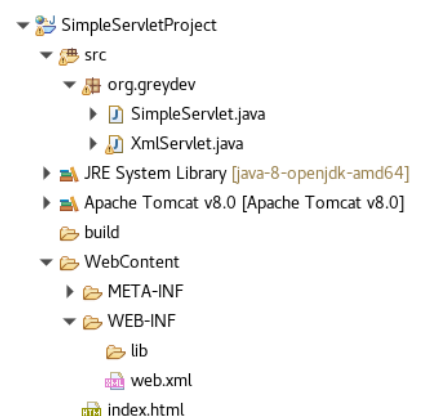 SimpleServletProject
src
org.greydev
SimpleServlet.java
XmlServlet.java
JRE System Library [java-8-openjdk-amd64]
Apache Tomcat v8.0 [Apache Tomcat v8.0]
build
WebContent
META-INF
WEB-INF
lib
web.xml
index.html